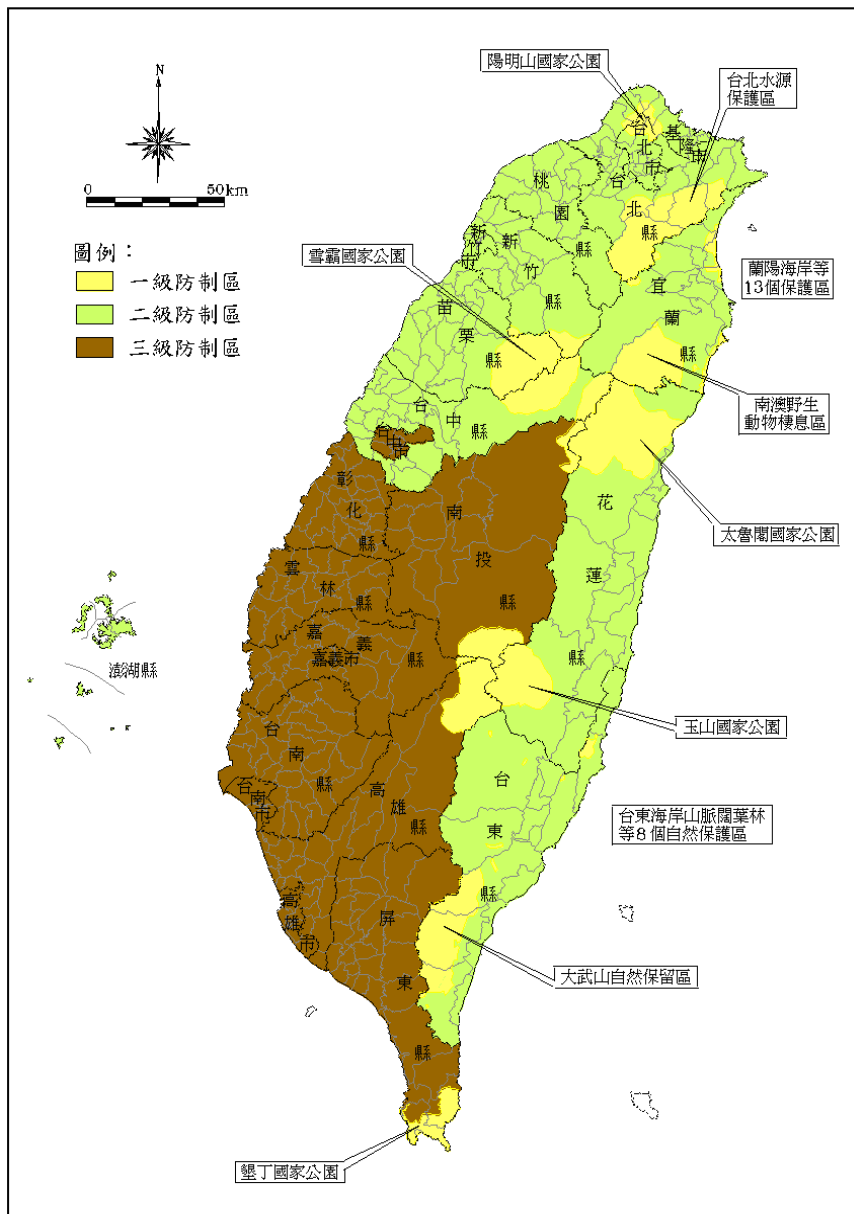 陽明山國家公園
台北水源
保護區
N
0 50km
圖例：
一級防制區
二級防制區
三級防制區
基隆市
台北市
台北縣
桃園縣
新竹市
新竹縣
雪霸國家公園
蘭陽海岸等
13個保護區
宜蘭縣
苗栗縣
南澳野生
動物棲息區
台中縣
台中市
太魯閣國家公園
彰化縣
南投縣
花蓮縣
雲林縣
嘉義縣
嘉義市
澎湖縣
玉山國家公園
台南縣
台南市
高雄縣
台東縣
台東海岸山脈闊葉林
等8個自然保護區
高雄市
屏東縣
大武山自然保留區
墾丁國家公園